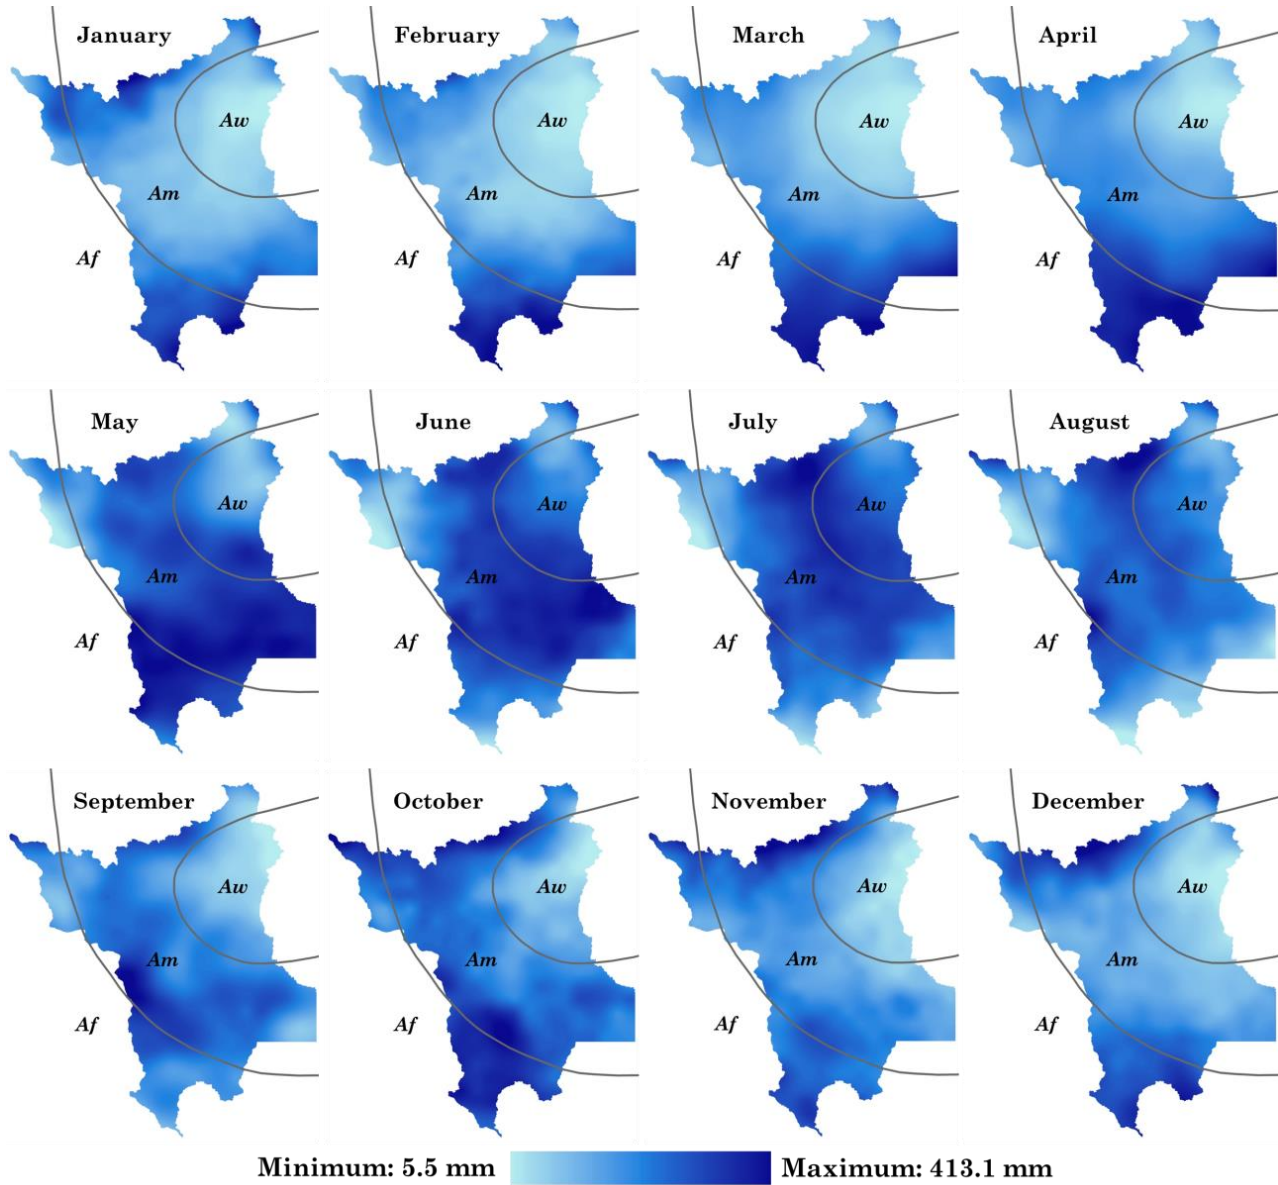 January
February
March
April
Aw
Aw
Aw
Aw
Am
Am
Am
Am
Af
Af
Af
Af
May
June
July
August
Aw
Aw
Aw
Aw
Am
Am
Am
Am
Af
Af
Af
Af
September
October
November
December
Aw
Aw
Aw
Aw
Am
Am
Am
Am
Af
Af
Af
Af
Minimum: 5.5 mm
Maximum: 413.1 mm